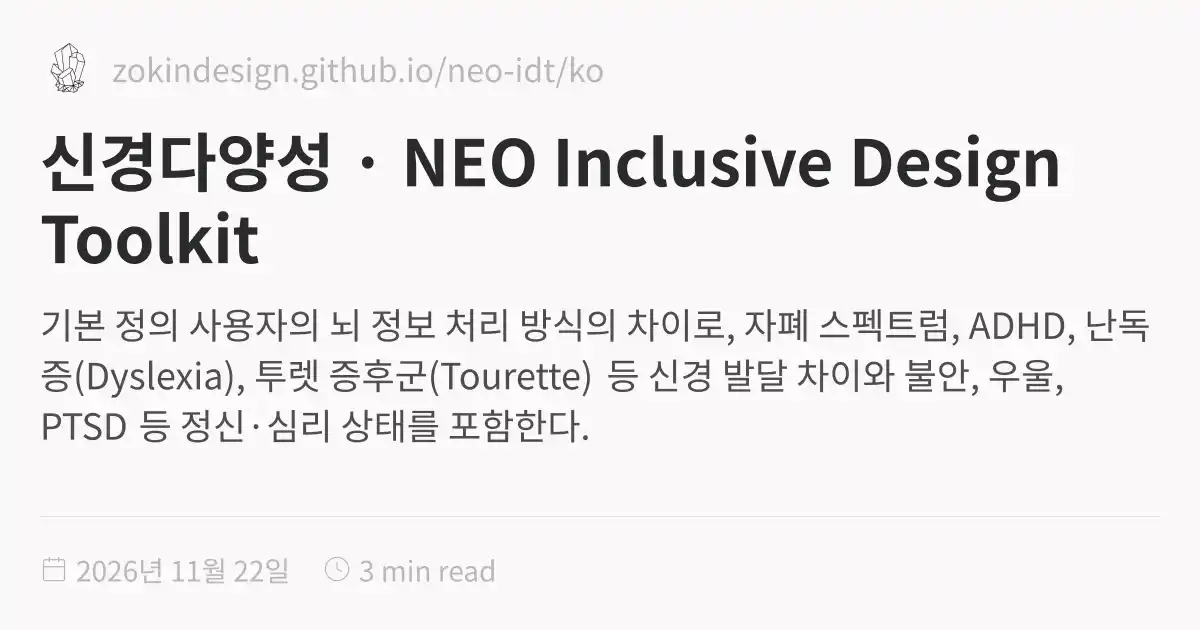 zokindesign.github.io/neo-idt/ko
신경다양성 · NEO Inclusive Design
Toolkit
기본 정의 사용자의 뇌 정보 처리 방식의 차이로, 자폐 스펙트럼, ADHD, 난독
증(Dyslexia), 투렛 증후군(Tourette) 등 신경 발달 차이와 불안, 우울,
PTSD 등 정신·심리 상태를 포함한다.
2026년 11월 22일 3 min read